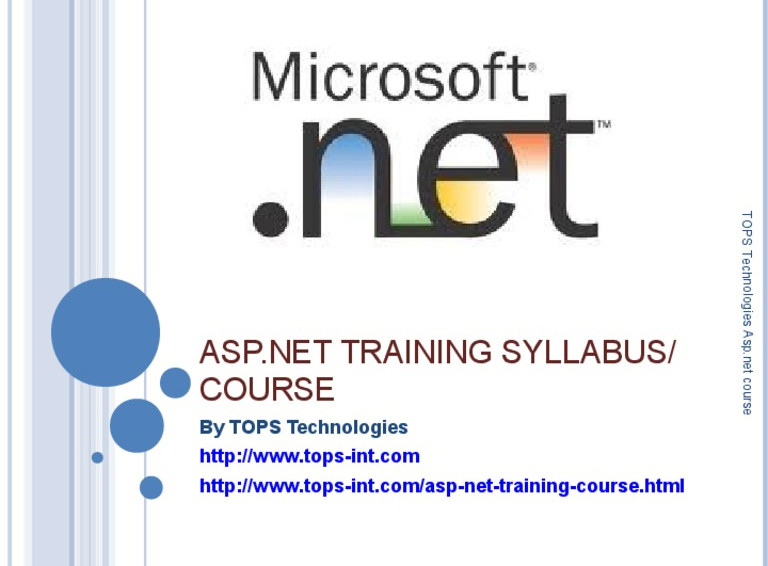 Microsoft®
.net™
ASP.NET TRAINING SYLLABUS/
COURSE
By TOPS Technologies
http://www.tops-int.com
http://www.tops-int.com/asp-net-training-course.html
TOPS Technologies Asp.net course